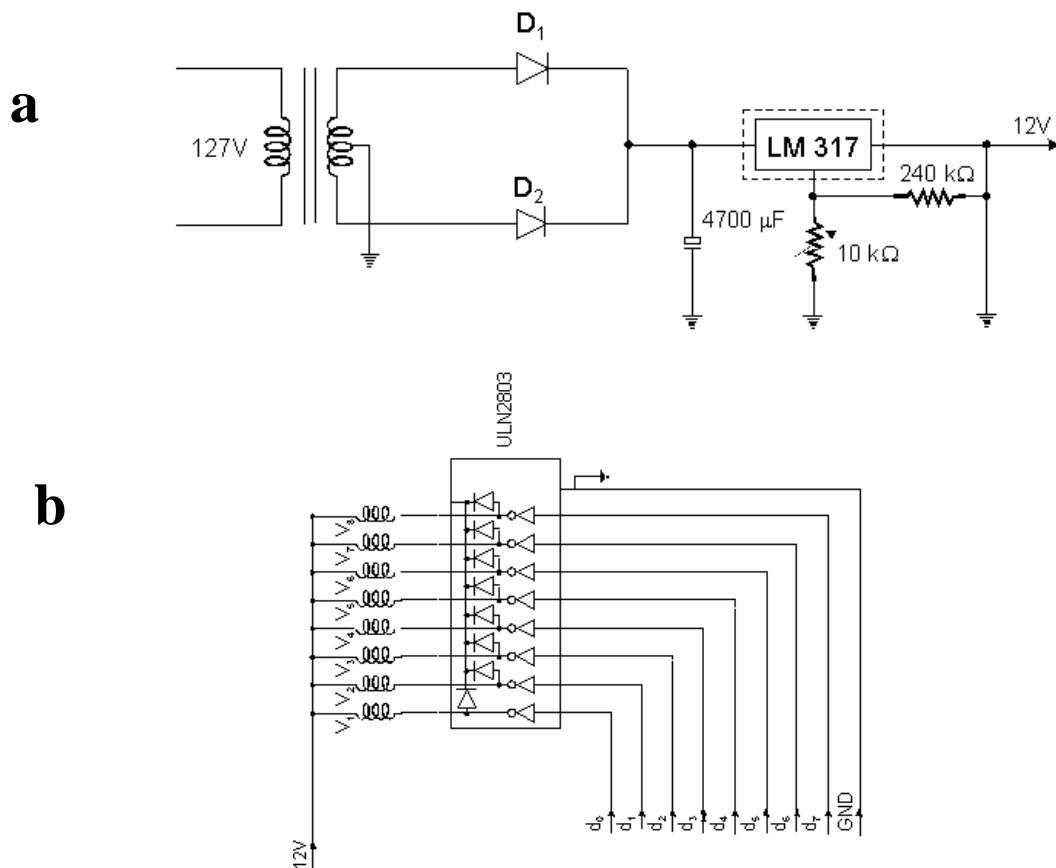 a
D1
127V
D2
LM 317
12V
240 kΩ
4700 µF
10 kΩ
b
ULN2803
V8
V7
V6
V5
V4
V3
V2
V1
12V
d0
d1
d2
d3
d4
d5
d6
d7
GND